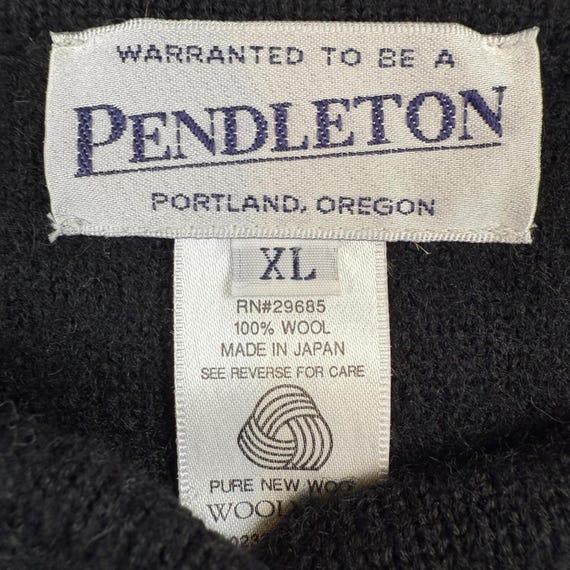 WARRANTED TO BE A
PENDLETON
PORTLAND, OREGON
XL
RN#29685
100% WOOL
MADE IN JAPAN
SEE REVERSE FOR CARE
PURE NEW WOOL